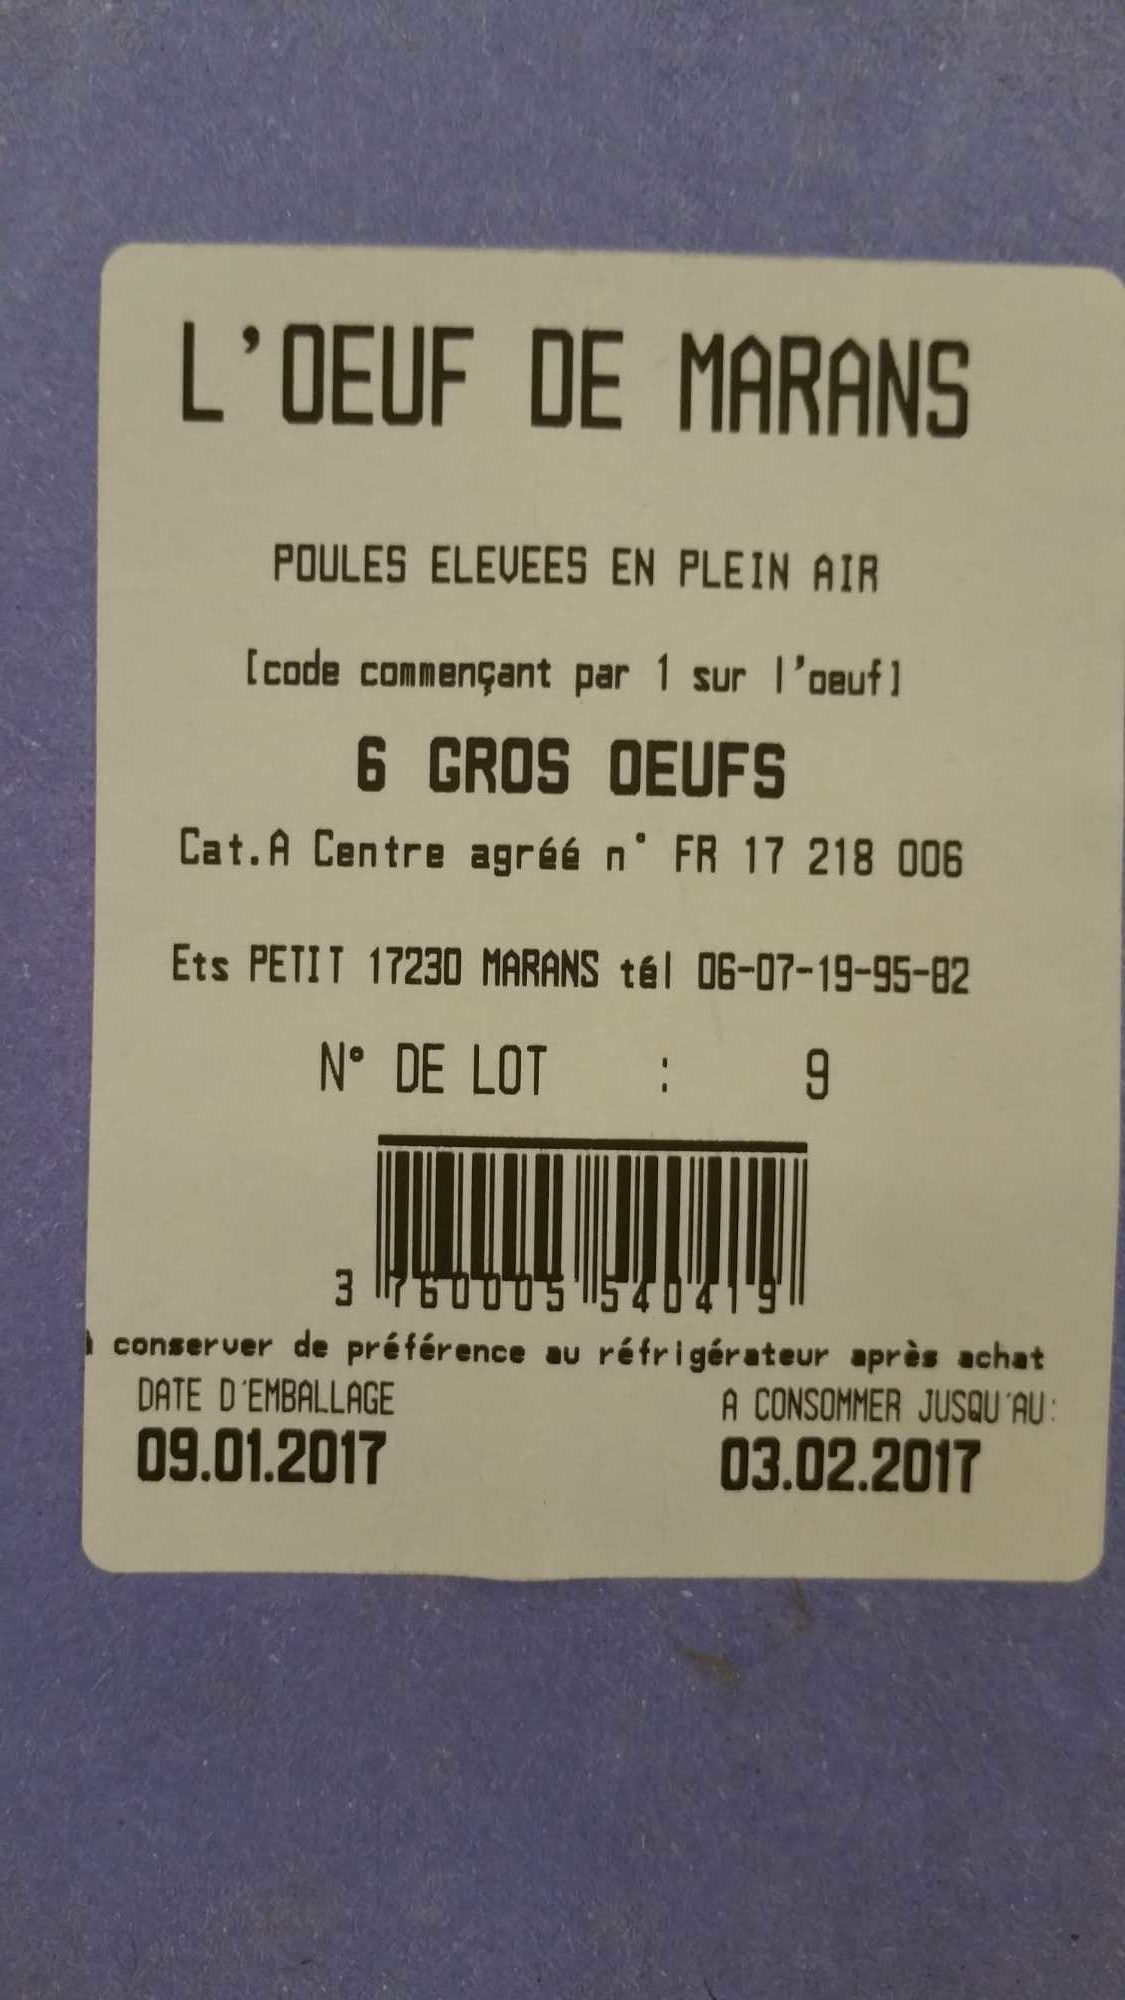 L'OEUF DE MARANS
POULES ELEVEES EN PLEIN AIR
[code commençant par 1 sur l'oeuf]
6 GROS OEUFS
Cat.A Centre agréé n° FR 17 218 006
Ets PETIT 17230 MARANS tél 06-07-19-95-82
N° DE LOT : 9
3 760005 540419
à conserver de préférence au réfrigérateur après achat
DATE D'EMBALLAGE A CONSOMMER JUSQU'AU:
09.01.2017 03.02.2017